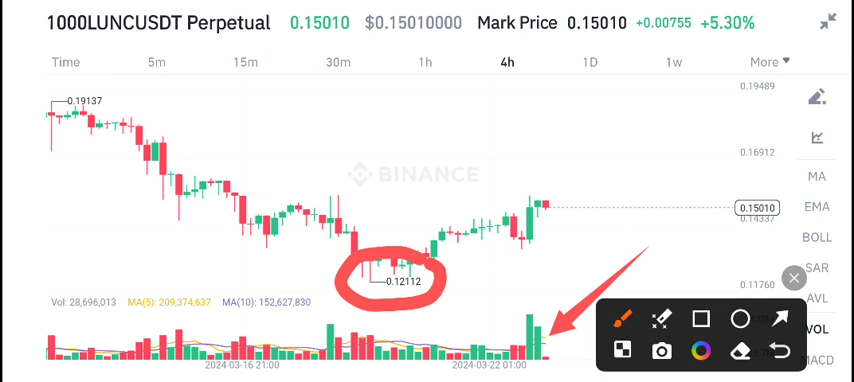 1000LUNCUSDT Perpetual 0.15010 $0.15010000 Mark Price 0.15010 +0.00755 +5.30%
Time 5m 15m 30m 1h 4h 1D 1w More
0.19489
0.19137
0.16912
BINANCE
MA
0.15010
EMA
0.14337
BOLL
SAR
0.12112
0.11760
AVL
Vol: 28,696,013 MA(5): 209,374,637 MA(10): 152,627,830
VOL
MACD
2024-03-16 21:00 2024-03-22 01:00